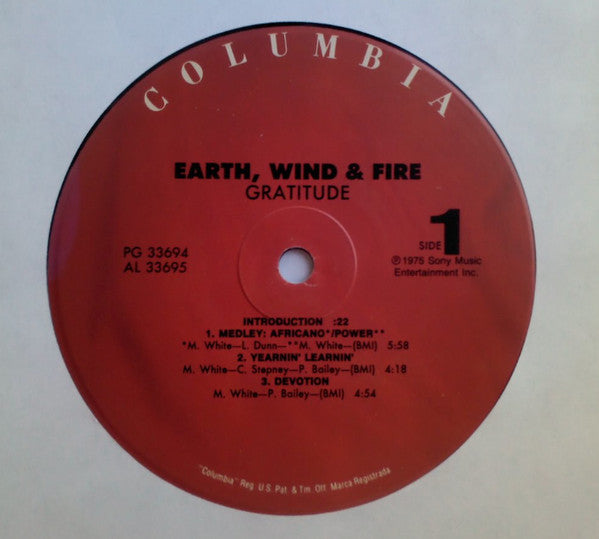 COLUMBIA
EARTH, WIND & FIRE
GRATITUDE
PG 33694
AL 33695
SIDE 1
℗ 1975 Sony Music
Entertainment Inc.
INTRODUCTION :22
1. MEDLEY: AFRICANO*/POWER**
*M. White—L. Dunn—**M. White—(BMI) 5:58
2. YEARNIN' LEARNIN'
M. White—C. Stepney—P. Bailey—(BMI) 4:18
3. DEVOTION
M. White—P. Bailey—(BMI) 4:54
"Columbia" Reg. U.S. Pat. & Tm. Off. Marca Registrada